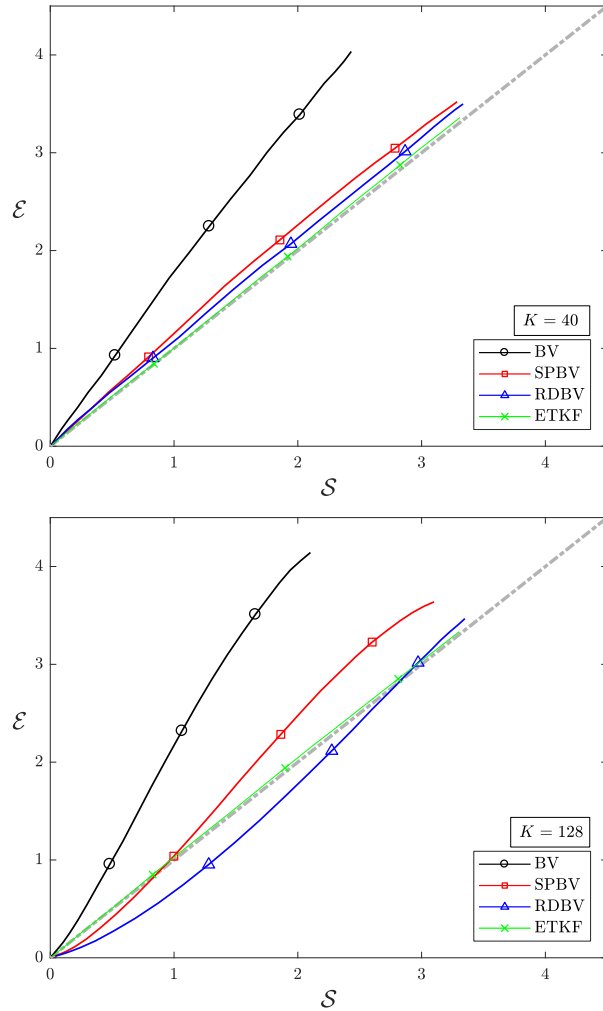 4
3
ℰ
2
K = 40
BV
1
SPBV
RDBV
ETKF
0
0 1 2 3 4
𝒮
4
3
ℰ
2
K = 128
BV
1
SPBV
RDBV
ETKF
0
0 1 2 3 4
𝒮